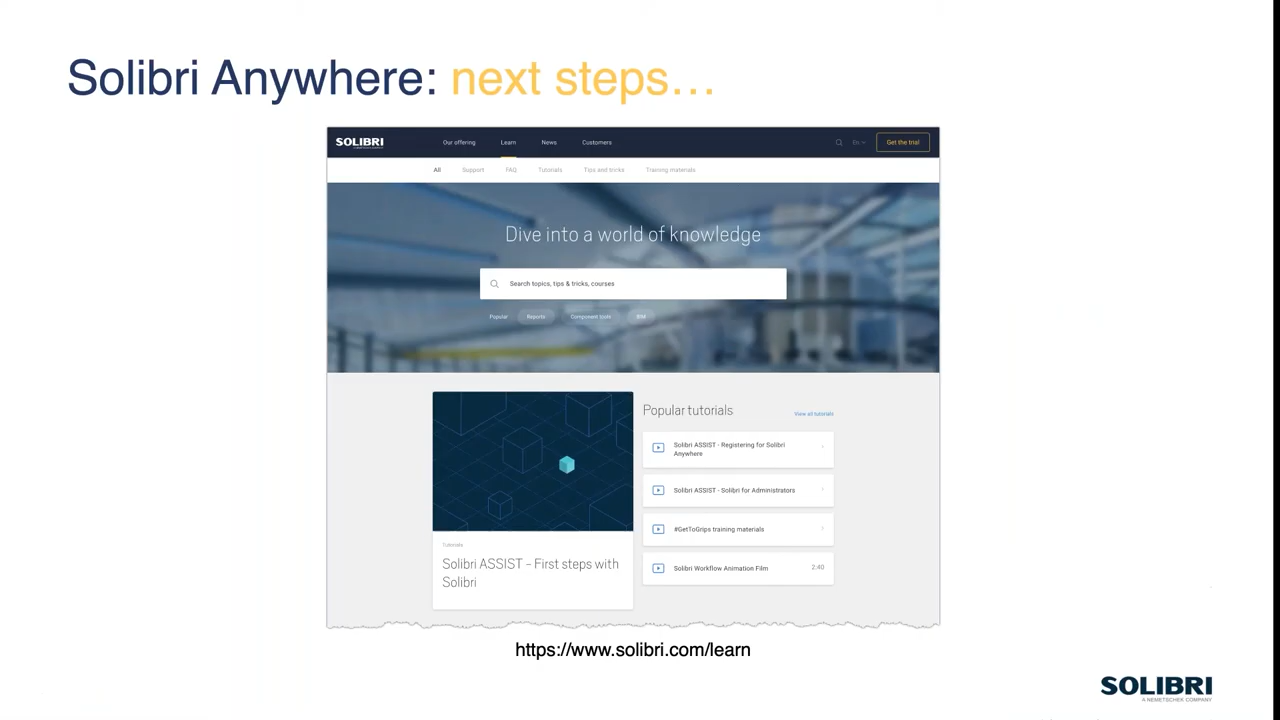 Solibri Anywhere: next steps...
SOLIBRI
Our offering
Learn
News
Customers
En
Get the trial
All
Support
FAQ
Tutorials
Tips and tricks
Training materials
Dive into a world of knowledge
Search topics, tips & tricks, courses
Popular
Reports
Component tools
BIM
Popular tutorials
View all tutorials
Solibri ASSIST - Registering for Solibri
Anywhere
Solibri ASSIST - Solibri for Administrators
#GetToGrips training materials
Solibri Workflow Animation Film
2:40
Tutorials
Solibri ASSIST – First steps with
Solibri
https://www.solibri.com/learn
SOLIBRI
A NEMETSCHEK COMPANY